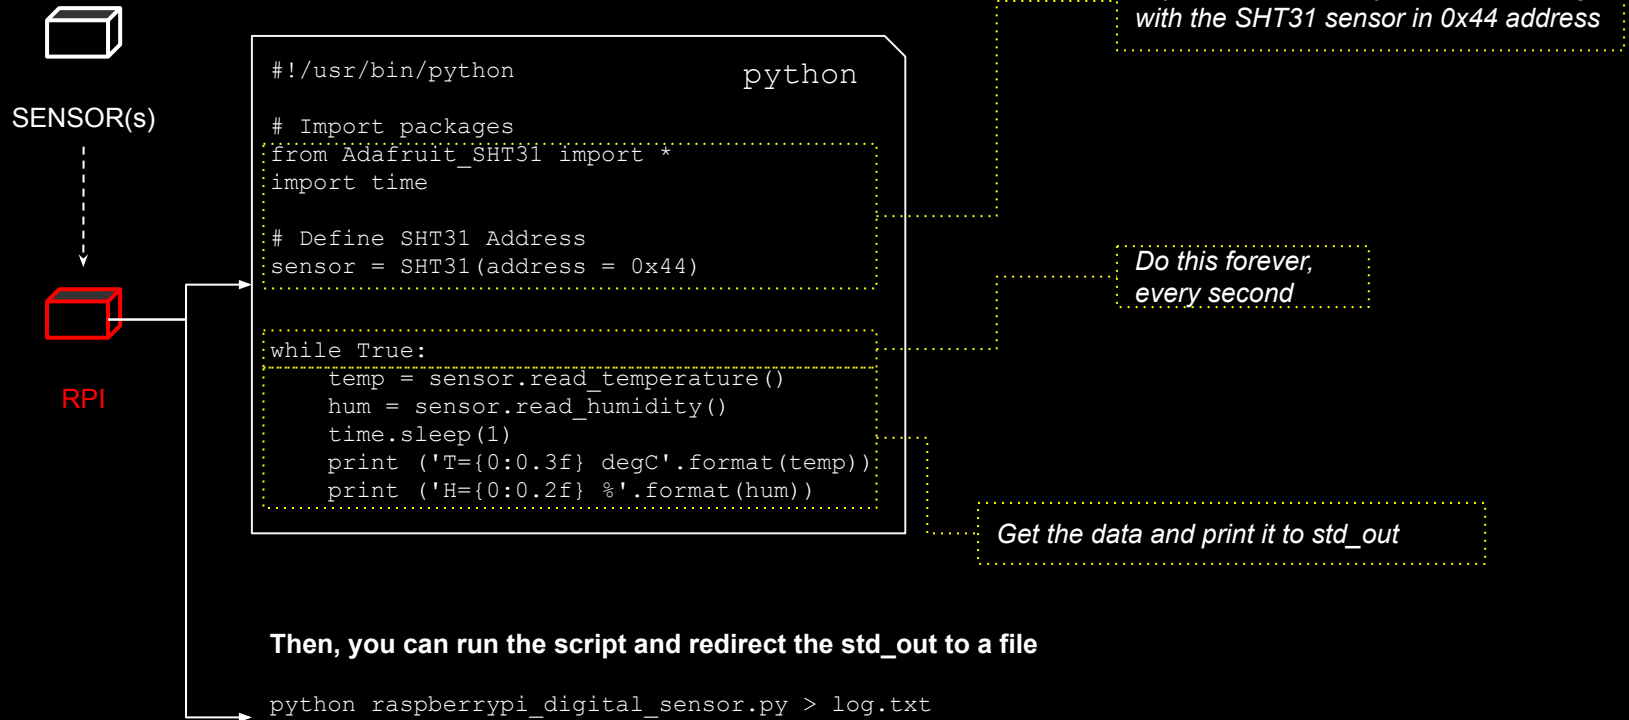 with the SHT31 sensor in 0x44 address
SENSOR(s)
RPI
#!/usr/bin/python
python
# Import packages
from Adafruit_SHT31 import *
import time
# Define SHT31 Address
sensor = SHT31(address = 0x44)
while True:
temp = sensor.read_temperature()
hum = sensor.read_humidity()
time.sleep(1)
print ('T={0:0.3f} degC'.format(temp))
print ('H={0:0.2f} %'.format(hum))
Do this forever,
every second
Get the data and print it to std_out
Then, you can run the script and redirect the std_out to a file
python raspberrypi_digital_sensor.py > log.txt